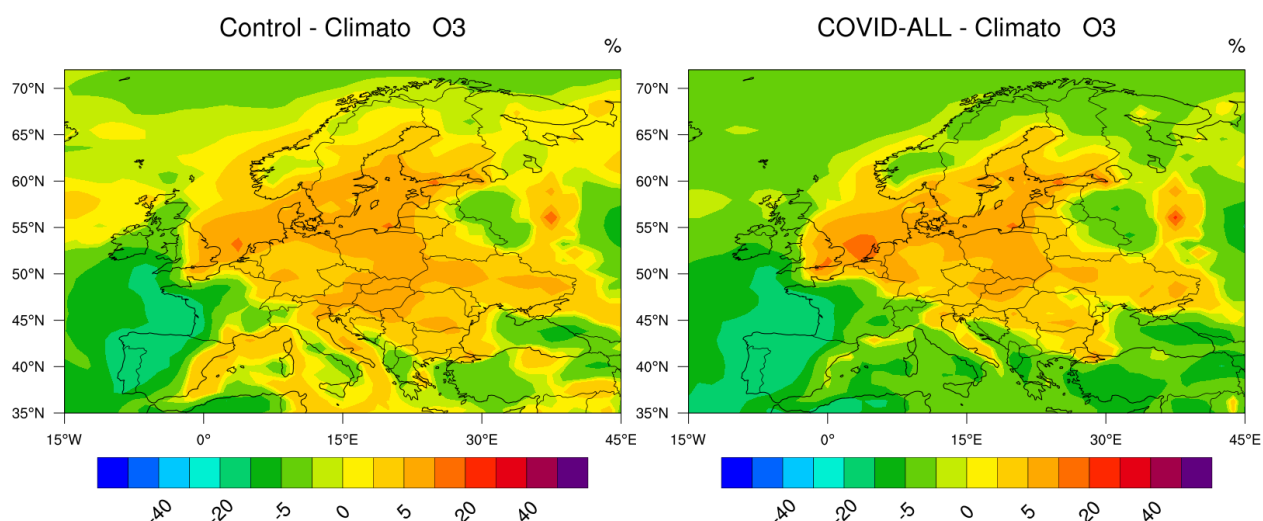 Control - Climato O3
%
70°N
65°N
60°N
55°N
50°N
45°N
40°N
35°N
15°W 0° 15°E 30°E 45°E
-40 -20 -5 0 5 20 40
COVID-ALL - Climato O3
%
70°N
65°N
60°N
55°N
50°N
45°N
40°N
35°N
15°W 0° 15°E 30°E 45°E
-40 -20 -5 0 5 20 40